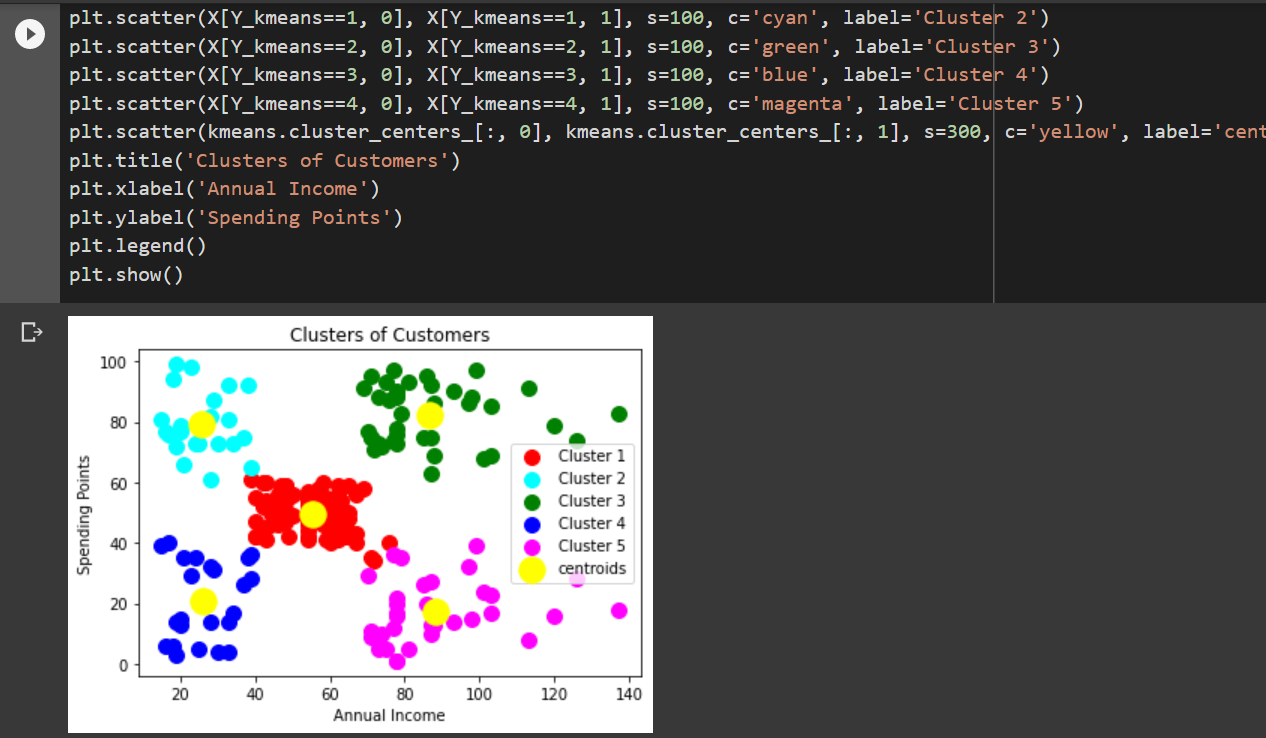 plt.scatter(X[Y_kmeans==1, 0], X[Y_kmeans==1, 1], s=100, c='cyan', label='Cluster 2')
plt.scatter(X[Y_kmeans==2, 0], X[Y_kmeans==2, 1], s=100, c='green', label='Cluster 3')
plt.scatter(X[Y_kmeans==3, 0], X[Y_kmeans==3, 1], s=100, c='blue', label='Cluster 4')
plt.scatter(X[Y_kmeans==4, 0], X[Y_kmeans==4, 1], s=100, c='magenta', label='Cluster 5')
plt.scatter(kmeans.cluster_centers_[:, 0], kmeans.cluster_centers_[:, 1], s=300, c='yellow', label='cent
plt.title('Clusters of Customers')
plt.xlabel('Annual Income')
plt.ylabel('Spending Points')
plt.legend()
plt.show()
Clusters of Customers
100
80
60
40
20
0
Spending Points
Cluster 1
Cluster 2
Cluster 3
Cluster 4
Cluster 5
centroids
20 40 60 80 100 120 140
Annual Income